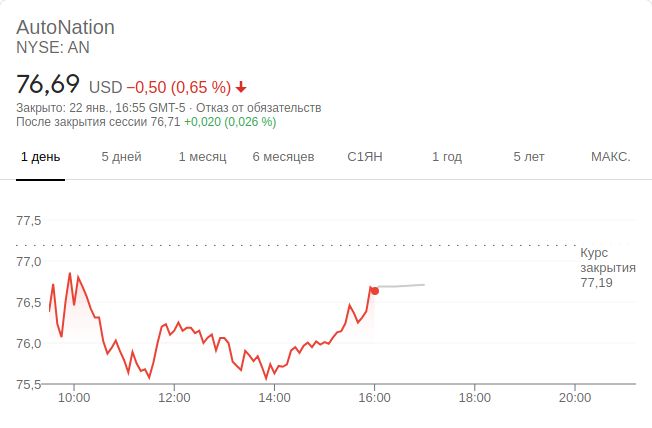 AutoNation
NYSE: AN
76,69 USD −0,50 (0,65 %)
Закрыто: 22 янв., 16:55 GMT-5 · Отказ от обязательств
После закрытия сессии 76,71 +0,020 (0,026 %)
1 день 5 дней 1 месяц 6 месяцев С1ЯН 1 год 5 лет МАКС.
77,5
77,0
76,5
76,0
75,5
Курс
закрытия
77,19
10:00 12:00 14:00 16:00 18:00 20:00